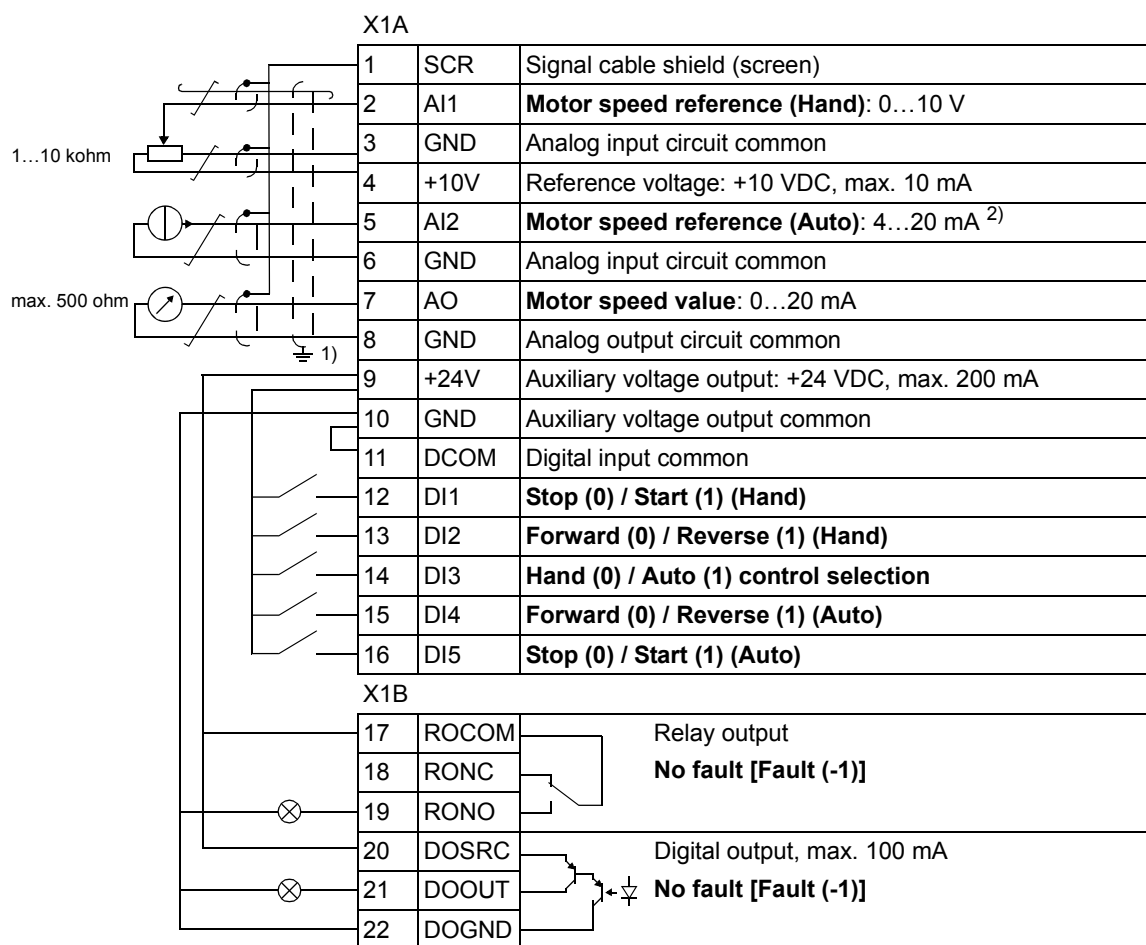 X1A
1 SCR Signal cable shield (screen)
2 AI1 Motor speed reference (Hand): 0…10 V
1…10 kohm
3 GND Analog input circuit common
4 +10V Reference voltage: +10 VDC, max. 10 mA
5 AI2 Motor speed reference (Auto): 4…20 mA 2)
6 GND Analog input circuit common
max. 500 ohm
7 AO Motor speed value: 0…20 mA
8 GND Analog output circuit common
1)
9 +24V Auxiliary voltage output: +24 VDC, max. 200 mA
10 GND Auxiliary voltage output common
11 DCOM Digital input common
12 DI1 Stop (0) / Start (1) (Hand)
13 DI2 Forward (0) / Reverse (1) (Hand)
14 DI3 Hand (0) / Auto (1) control selection
15 DI4 Forward (0) / Reverse (1) (Auto)
16 DI5 Stop (0) / Start (1) (Auto)
X1B
17 ROCOM Relay output
18 RONC No fault [Fault (-1)]
19 RONO
20 DOSRC Digital output, max. 100 mA
21 DOOUT No fault [Fault (-1)]
22 DOGND